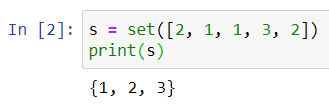 In [2]: s = set([2, 1, 1, 3, 2])
print(s)
{1, 2, 3}